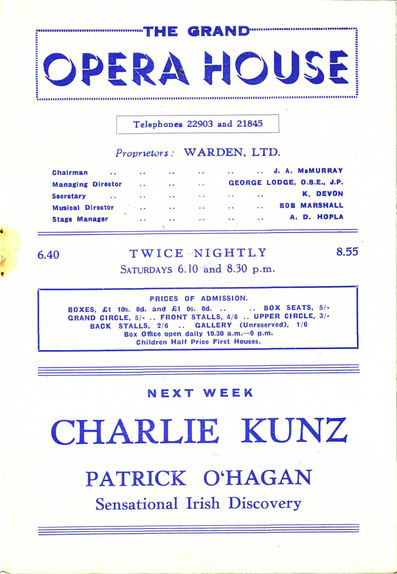 THE GRAND
OPERA HOUSE
Telephones 22903 and 21845
Proprietors: WARDEN, LTD.
Chairman .. .. .. .. .. .. J. A. McMURRAY
Managing Director .. .. .. .. GEORGE LODGE, O.B.E., J.P.
Secretary .. .. .. .. .. K. DEVON
Musical Director .. .. .. .. .. BOB MARSHALL
Stage Manager .. .. .. .. .. A. D. HOPLA
6.40 TWICE NIGHTLY 8.55
SATURDAYS 6.10 and 8.30 p.m.
PRICES OF ADMISSION.
BOXES, £1 10s. 0d. and £1 0s. 0d. .. .. BOX SEATS, 5/-
GRAND CIRCLE, 5/- .. FRONT STALLS, 4/6 .. UPPER CIRCLE, 3/-
BACK STALLS, 2/6 .. GALLERY (Unreserved), 1/6
Box Office open daily 10.30 a.m.—9 p.m.
Children Half Price First Houses.
NEXT WEEK
CHARLIE KUNZ
PATRICK O'HAGAN
Sensational Irish Discovery